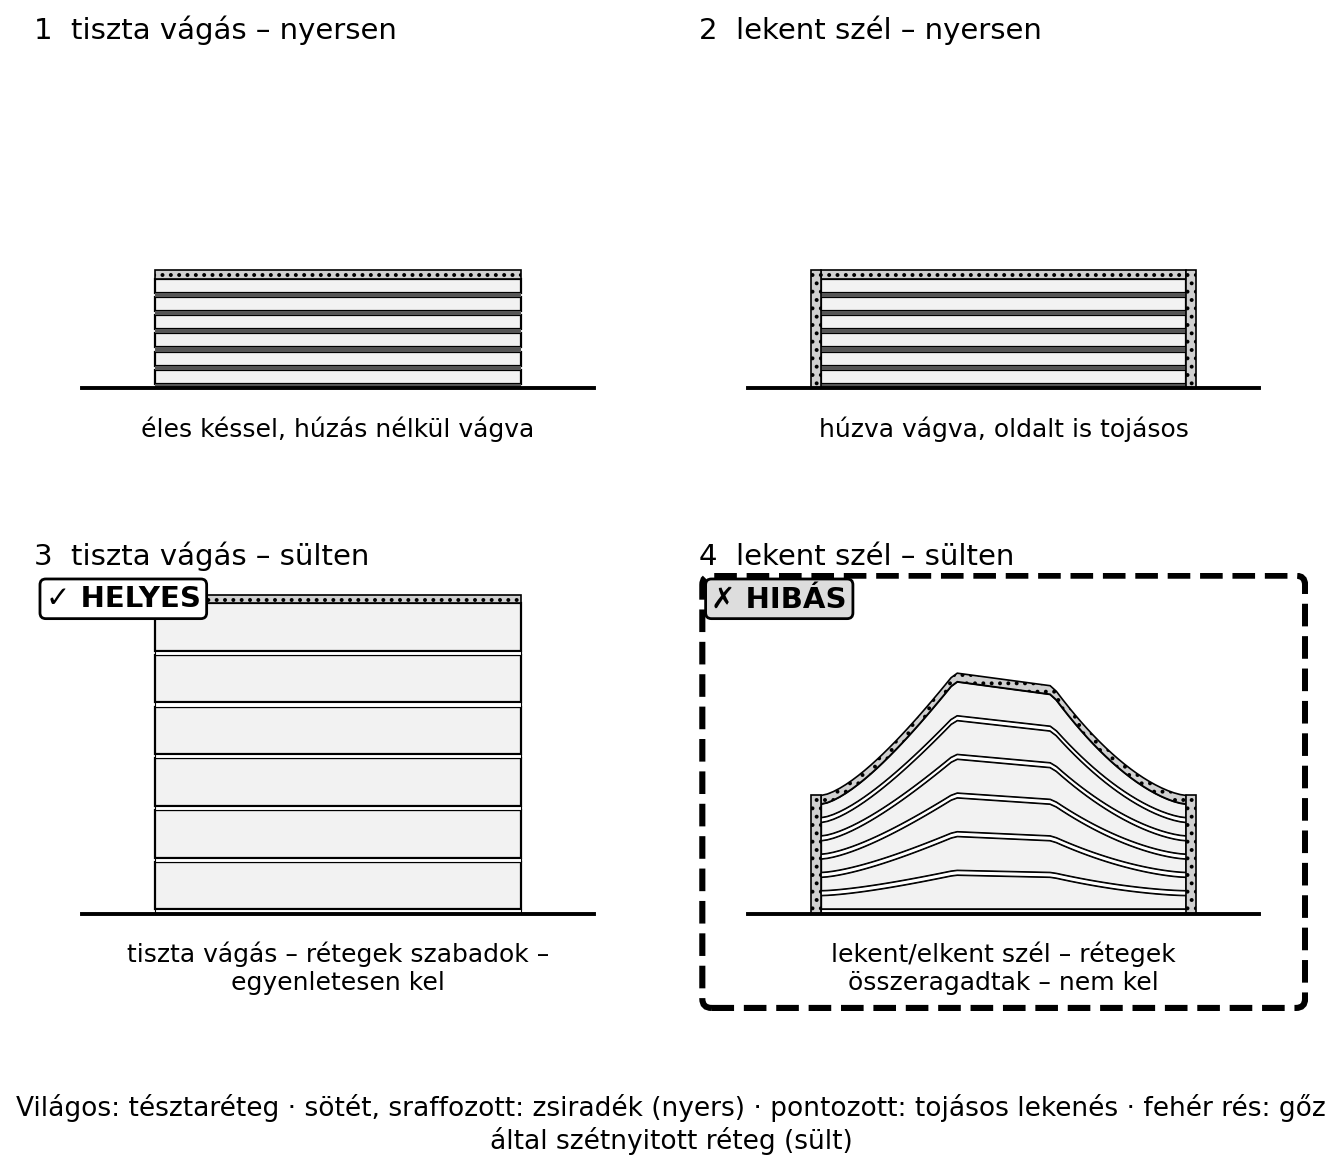 1 tiszta vágás – nyersen
2 lekent szél – nyersen
éles késsel, húzás nélkül vágva
húzva vágva, oldalt is tojásos
3 tiszta vágás – sülten
✓ HELYES
4 lekent szél – sülten
✗ HIBÁS
tiszta vágás – rétegek szabadok –
egyenletesen kel
lekent/elkent szél – rétegek
összeragadtak – nem kel
Világos: tésztaréteg · sötét, sraffozott: zsiradék (nyers) · pontozott: tojásos lekenés · fehér rés: gőz
által szétnyitott réteg (sült)